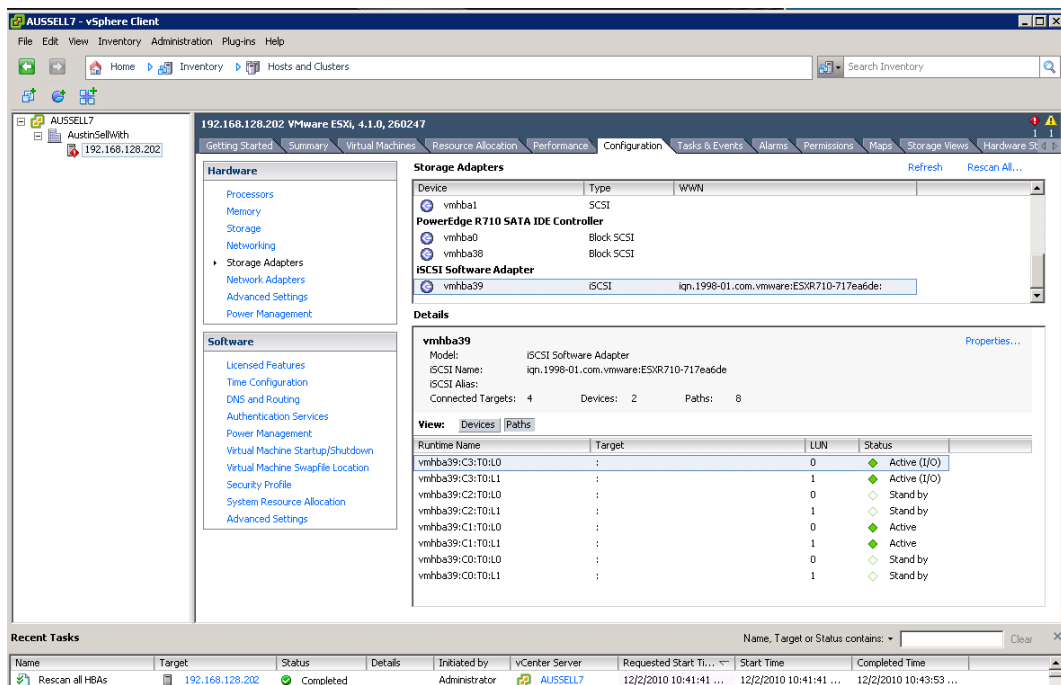 AUSSELL7 - vSphere Client
File Edit View Inventory Administration Plug-ins Help
Home Inventory Hosts and Clusters Search Inventory
AUSSELL7
AustinSellWith
192.168.128.202
192.168.128.202 VMware ESXi, 4.1.0, 260247
1 1
Getting Started Summary Virtual Machines Resource Allocation Performance Configuration Tasks & Events Alarms Permissions Maps Storage Views Hardware St
Hardware
Processors
Memory
Storage
Networking
Storage Adapters
Network Adapters
Advanced Settings
Power Management
Software
Licensed Features
Time Configuration
DNS and Routing
Authentication Services
Power Management
Virtual Machine Startup/Shutdown
Virtual Machine Swapfile Location
Security Profile
System Resource Allocation
Advanced Settings
Storage Adapters Refresh Rescan All...
Device Type WWN
vmhba1 SCSI
PowerEdge R710 SATA IDE Controller
vmhba0 Block SCSI
vmhba38 Block SCSI
iSCSI Software Adapter
vmhba39 iSCSI iqn.1998-01.com.vmware:ESXR710-717ea6de:
Details
vmhba39 Properties...
Model: iSCSI Software Adapter
iSCSI Name: iqn.1998-01.com.vmware:ESXR710-717ea6de
iSCSI Alias:
Connected Targets: 4 Devices: 2 Paths: 8
View: Devices Paths
Runtime Name Target LUN Status
vmhba39:C3:T0:L0 : 0 Active (I/O)
vmhba39:C3:T0:L1 : 1 Active (I/O)
vmhba39:C2:T0:L0 : 0 Stand by
vmhba39:C2:T0:L1 : 1 Stand by
vmhba39:C1:T0:L0 : 0 Active
vmhba39:C1:T0:L1 : 1 Active
vmhba39:C0:T0:L0 : 0 Stand by
vmhba39:C0:T0:L1 : 1 Stand by
Recent Tasks Name, Target or Status contains: Clear
Name Target Status Details Initiated by vCenter Server Requested Start Ti... Start Time Completed Time
Rescan all HBAs 192.168.128.202 Completed Administrator AUSSELL7 12/2/2010 10:41:41 ... 12/2/2010 10:41:41 ... 12/2/2010 10:43:53 ...